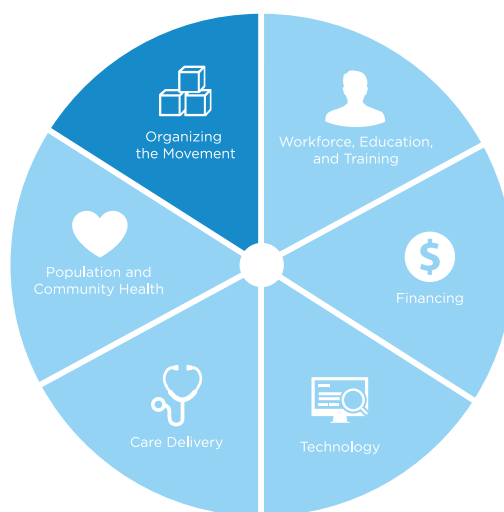 Organizing
the Movement
Workforce, Education,
and Training
$
Financing
Technology
Care Delivery
Population and
Community Health